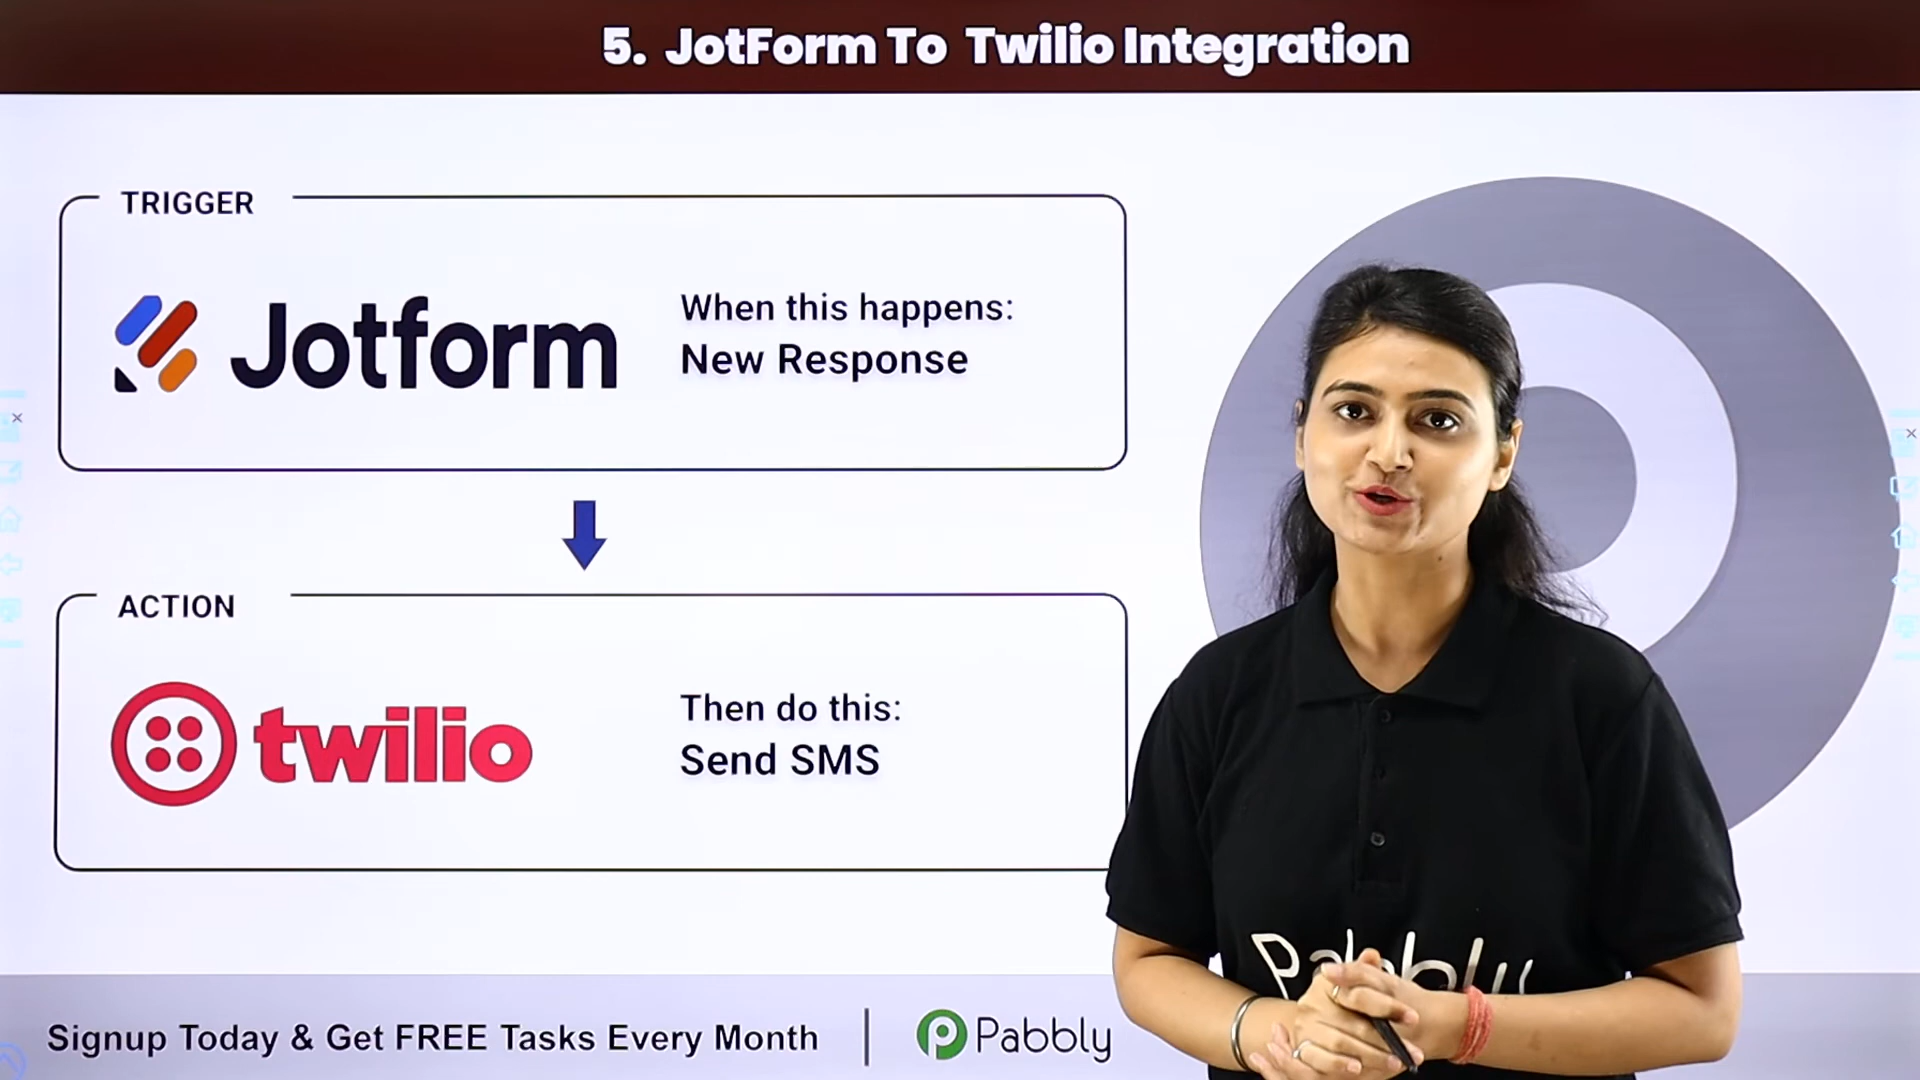 5. JotForm To Twilio Integration
TRIGGER
Jotform
When this happens:
New Response
ACTION
twilio
Then do this:
Send SMS
Pabbly
Signup Today & Get FREE Tasks Every Month
Pabbly